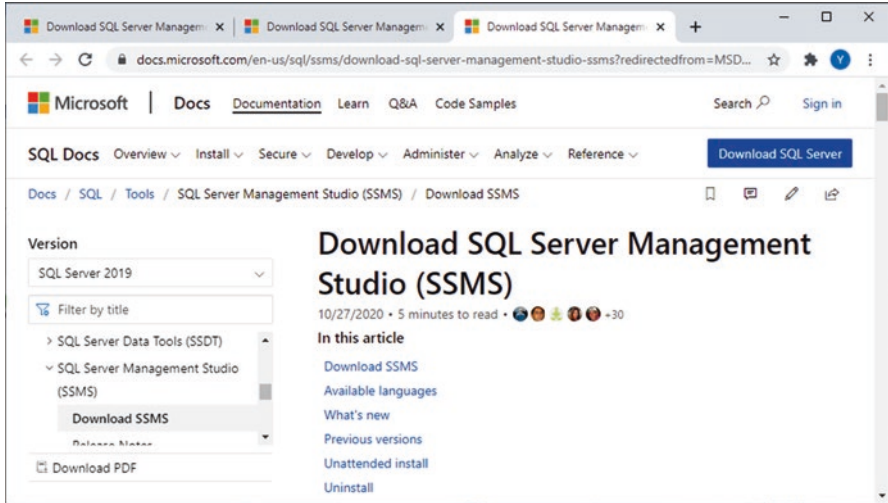 Download SQL Server Managem
Download SQL Server Managem
Download SQL Server Managem
docs.microsoft.com/en-us/sql/ssms/download-sql-server-management-studio-ssms?redirectedfrom=MSD...
Y
Microsoft | Docs Documentation Learn Q&A Code Samples Search Sign in
SQL Docs Overview Install Secure Develop Administer Analyze Reference Download SQL Server
Docs / SQL / Tools / SQL Server Management Studio (SSMS) / Download SSMS
Version
SQL Server 2019
Filter by title
SQL Server Data Tools (SSDT)
SQL Server Management Studio
(SSMS)
Download SSMS
Release Notes
Download PDF
Download SQL Server Management
Studio (SSMS)
10/27/2020 • 5 minutes to read • +30
In this article
Download SSMS
Available languages
What's new
Previous versions
Unattended install
Uninstall